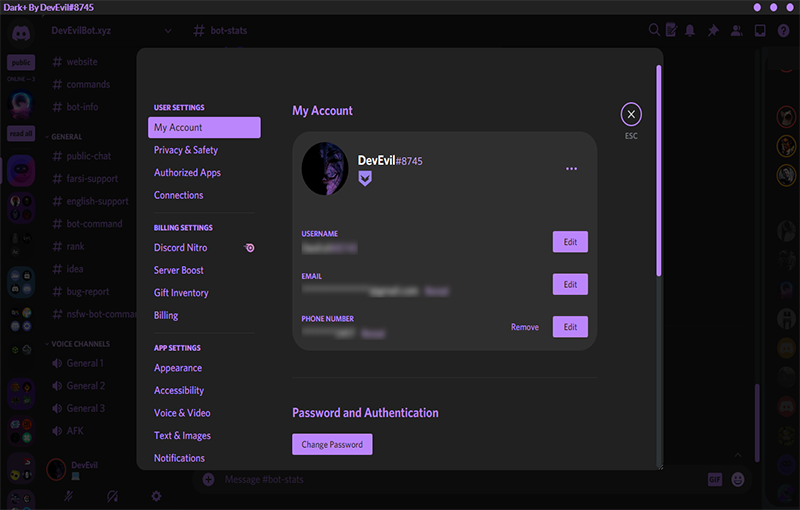 Dark+ By DevEvil#8745
DevEvilBot.xyz
# bot-stats
public
ONLINE — 3
read all
# website
# commands
# bot-info
GENERAL
# public-chat
# farsi-support
# english-support
# bot-command
# rank
# idea
# bug-report
# nsfw-bot-comman
VOICE CHANNELS
General 1
General 2
General 3
AFK
DevEvil
USER SETTINGS
My Account
Privacy & Safety
Authorized Apps
Connections
BILLING SETTINGS
Discord Nitro
Server Boost
Gift Inventory
Billing
APP SETTINGS
Appearance
Accessibility
Voice & Video
Text & Images
Notifications
My Account
ESC
DevEvil#8745
USERNAME
Edit
EMAIL
Edit
PHONE NUMBER
Remove
Edit
Password and Authentication
Change Password
Message #bot-stats
GIF